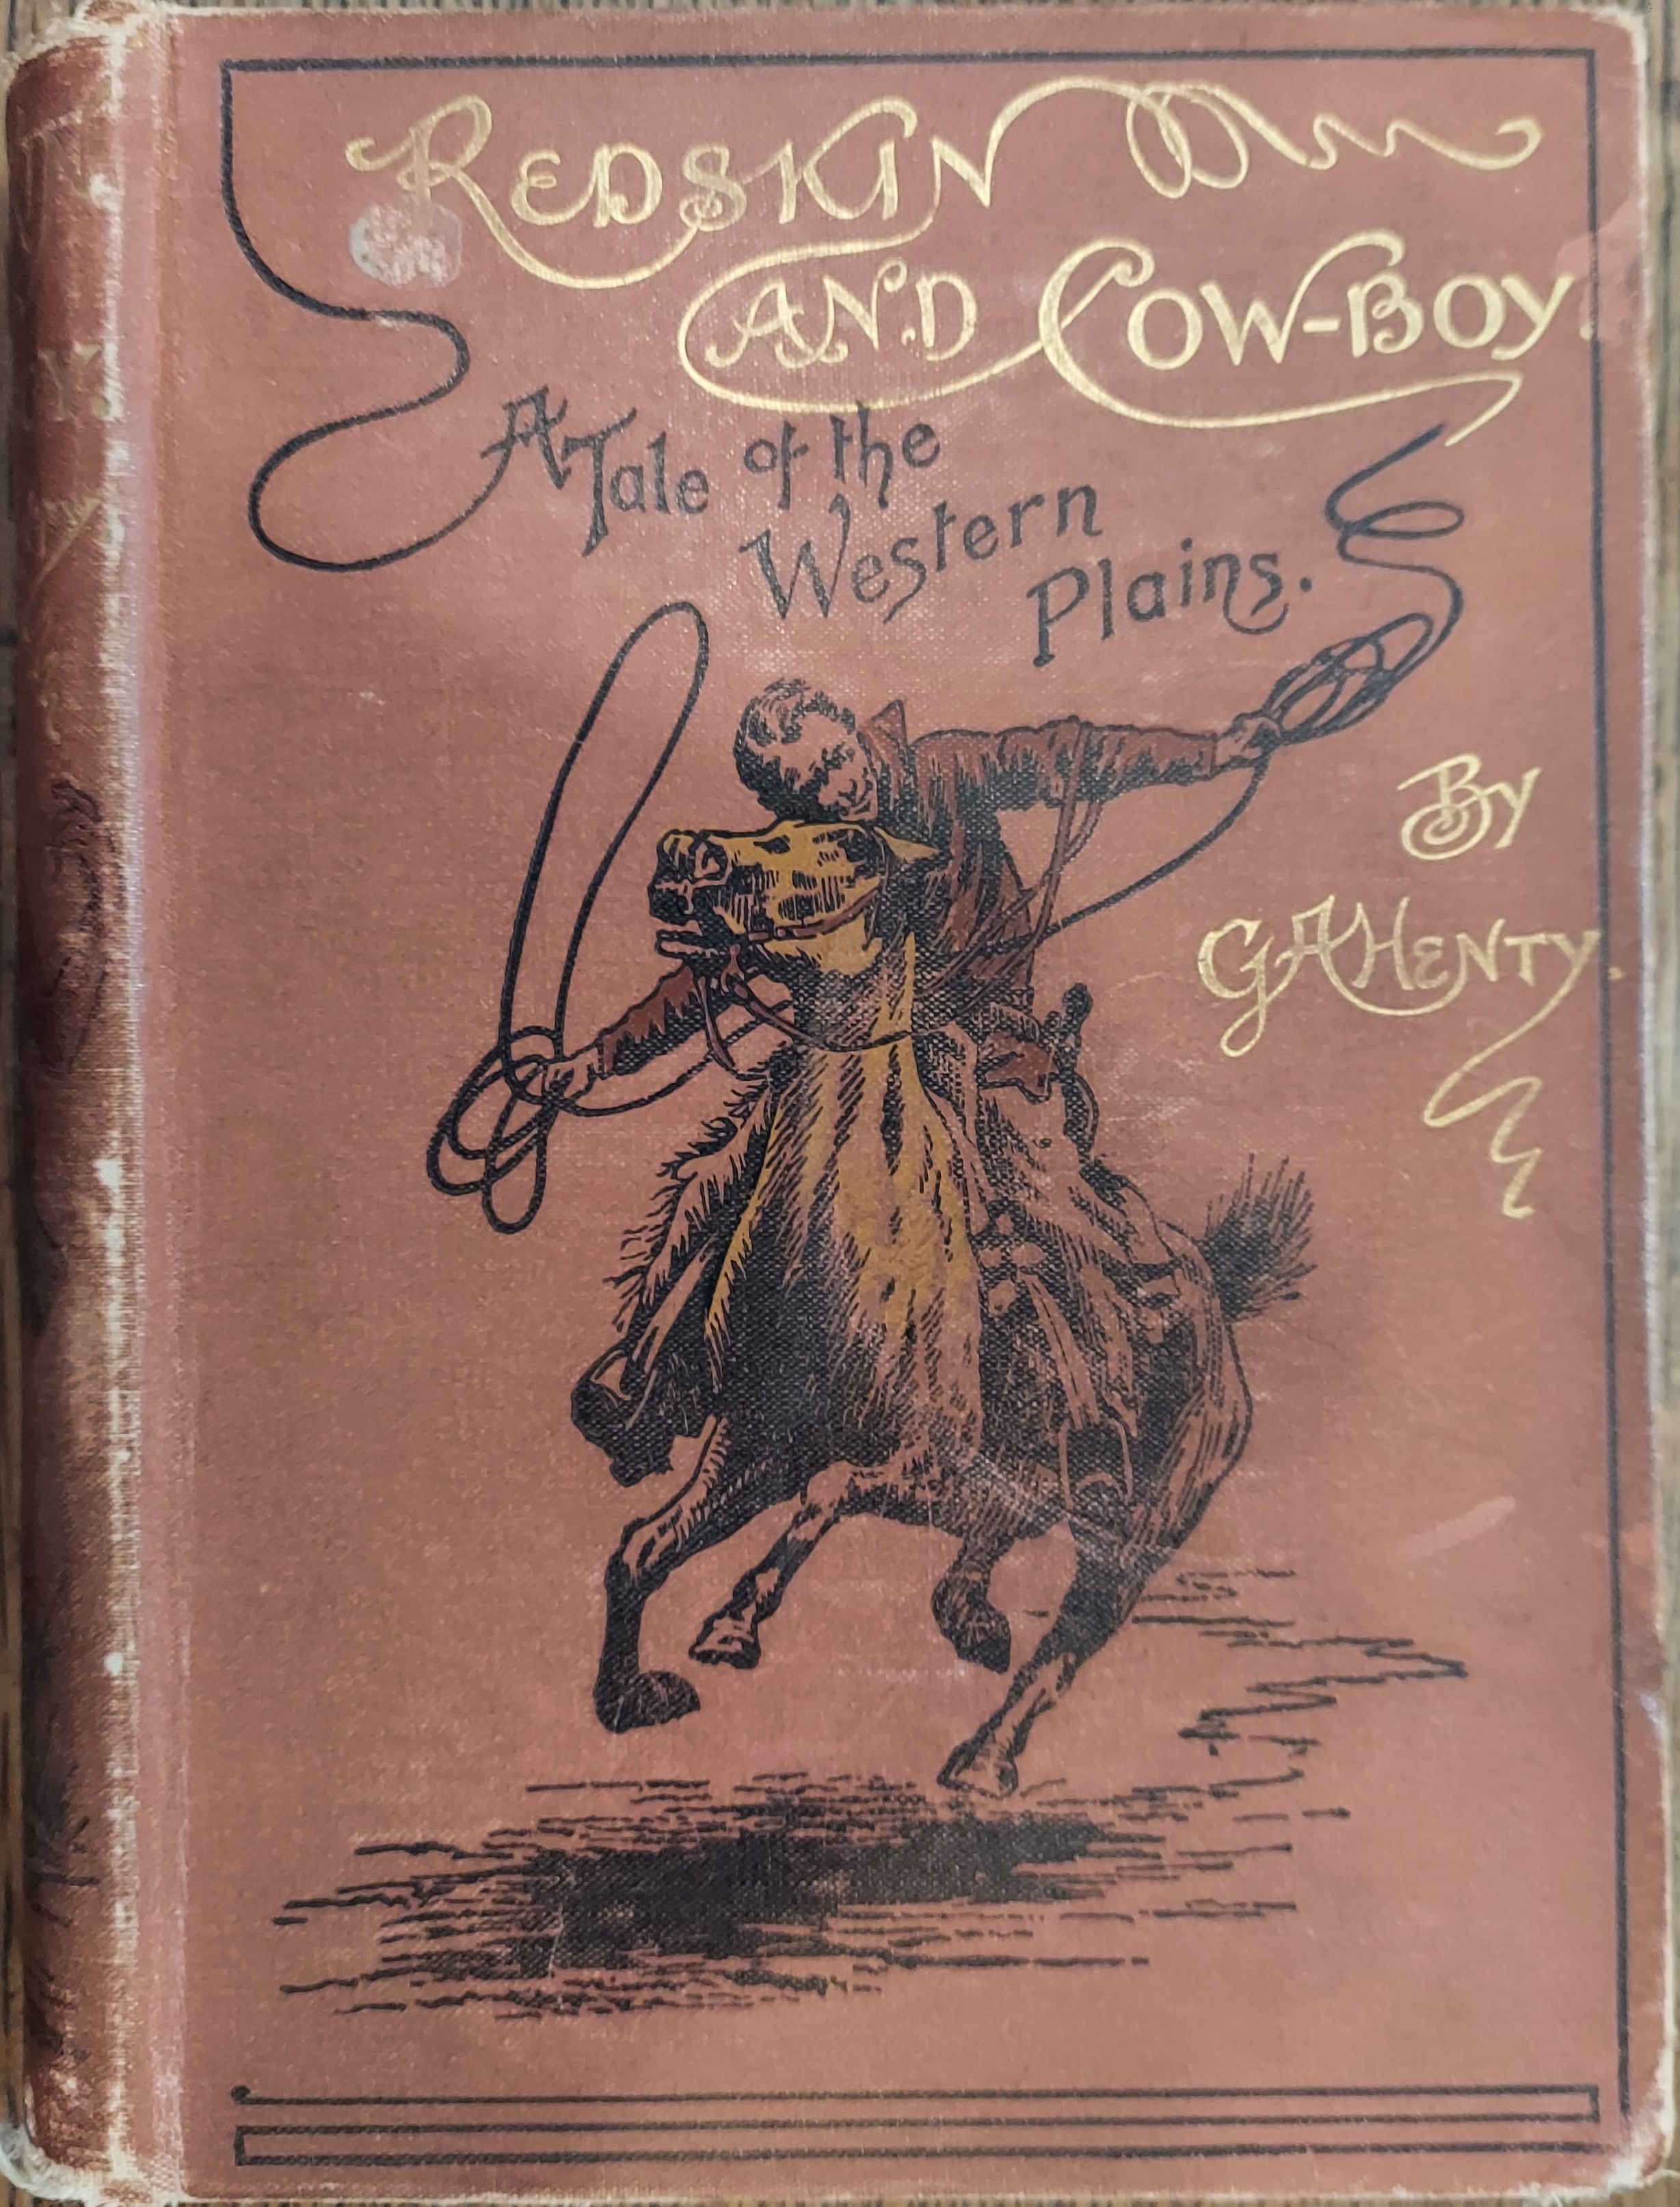 REDSKIN
AND COW-BOY.
A Tale of the
Western
Plains.
By
G A HENTY.